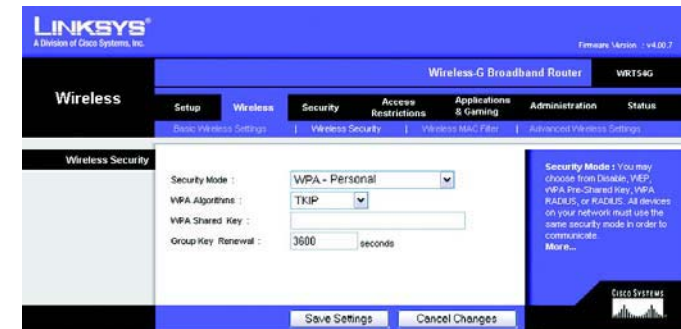 LINKSYS®
A Division of Cisco Systems, Inc.
Firmware Version : v4.00.7
Wireless-G Broadband Router WRT54G
Wireless
Setup Wireless Security Access Restrictions Applications & Gaming Administration Status
Basic Wireless Settings | Wireless Security | Wireless MAC Filter | Advanced Wireless Settings
Wireless Security
Security Mode : WPA - Personal
WPA Algorithms : TKIP
WPA Shared Key :
Group Key Renewal : 3600 seconds
Security Mode : You may
choose from Disable, WEP,
WPA Pre-Shared Key, WPA
RADIUS, or RADIUS. All devices
on your network must use the
same security mode in order to
communicate.
More...
CISCO SYSTEMS
Save Settings Cancel Changes